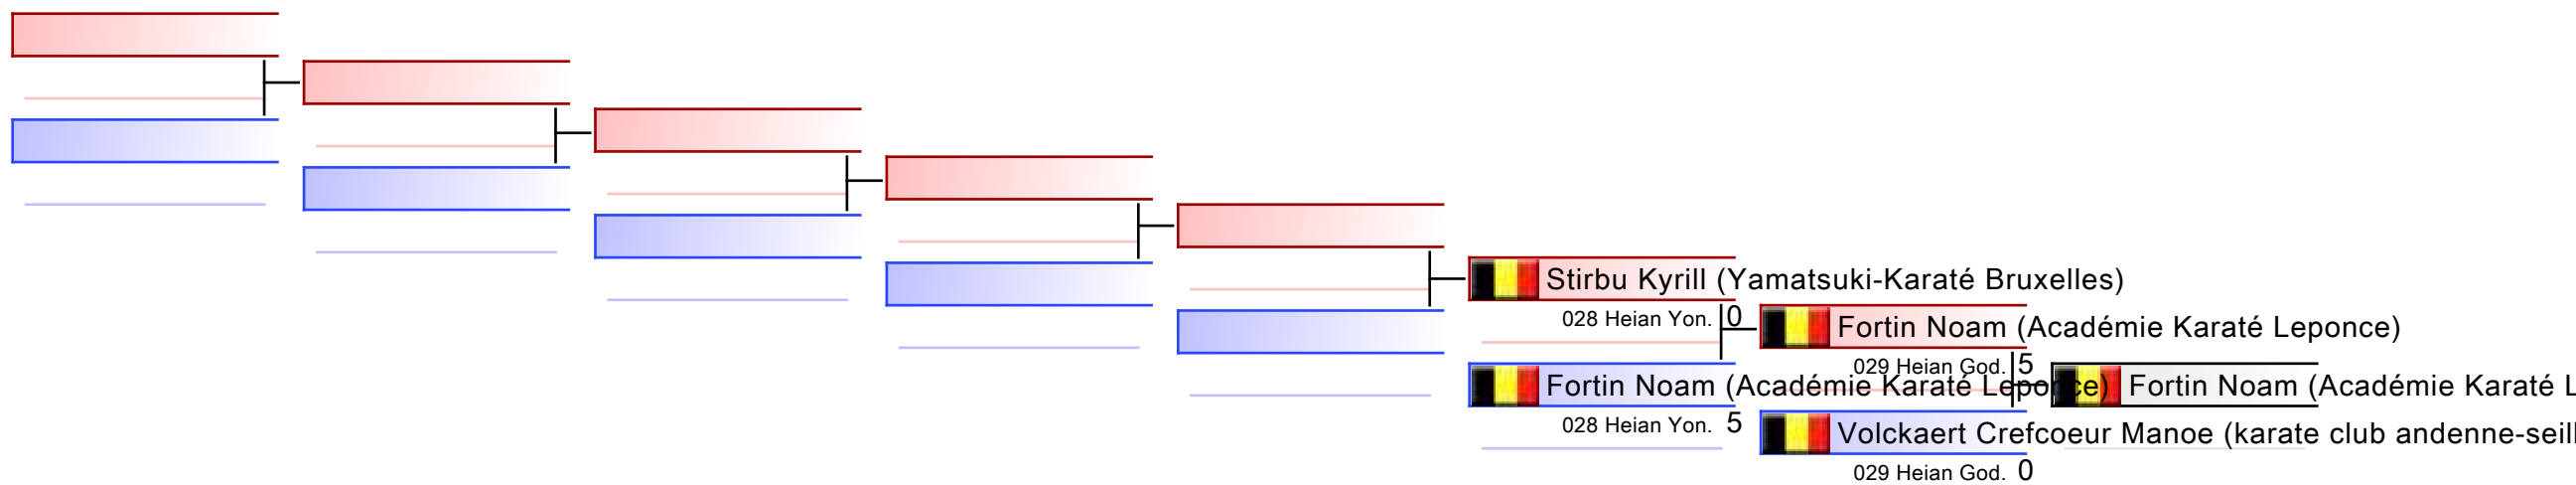 Stirbu Kyrill (Yamatsuki-Karaté Bruxelles)
028 Heian Yon. 0
Fortin Noam (Académie Karaté Leponce)
028 Heian Yon. 5
Fortin Noam (Académie Karaté Leponce)
029 Heian God. 5
Volckaert Crefcoeur Manoe (karate club andenne-seill
029 Heian God. 0
Fortin Noam (Académie Karaté L